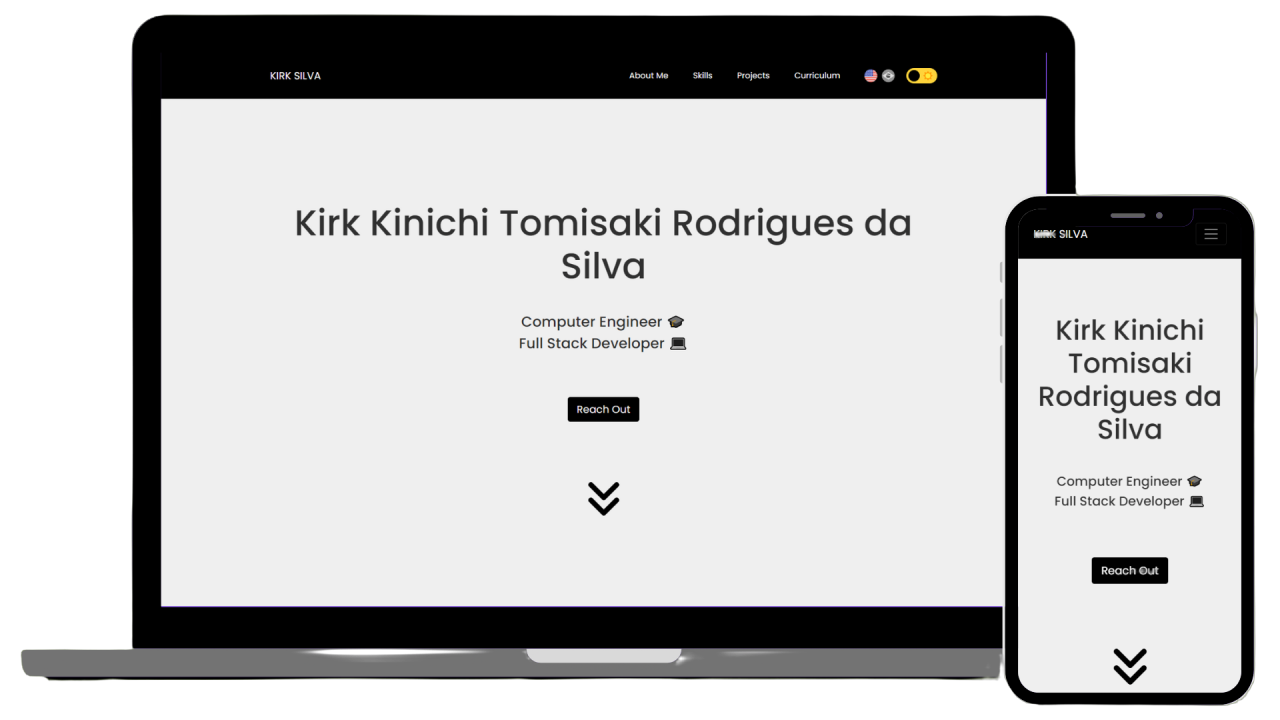 KIRK SILVA
About Me Skills Projects Curriculum
Kirk Kinichi Tomisaki Rodrigues da
Silva
Computer Engineer 🎓
Full Stack Developer 💻
Reach Out
KIRK SILVA
Kirk Kinichi
Tomisaki
Rodrigues da
Silva
Computer Engineer 🎓
Full Stack Developer 💻
Reach Out